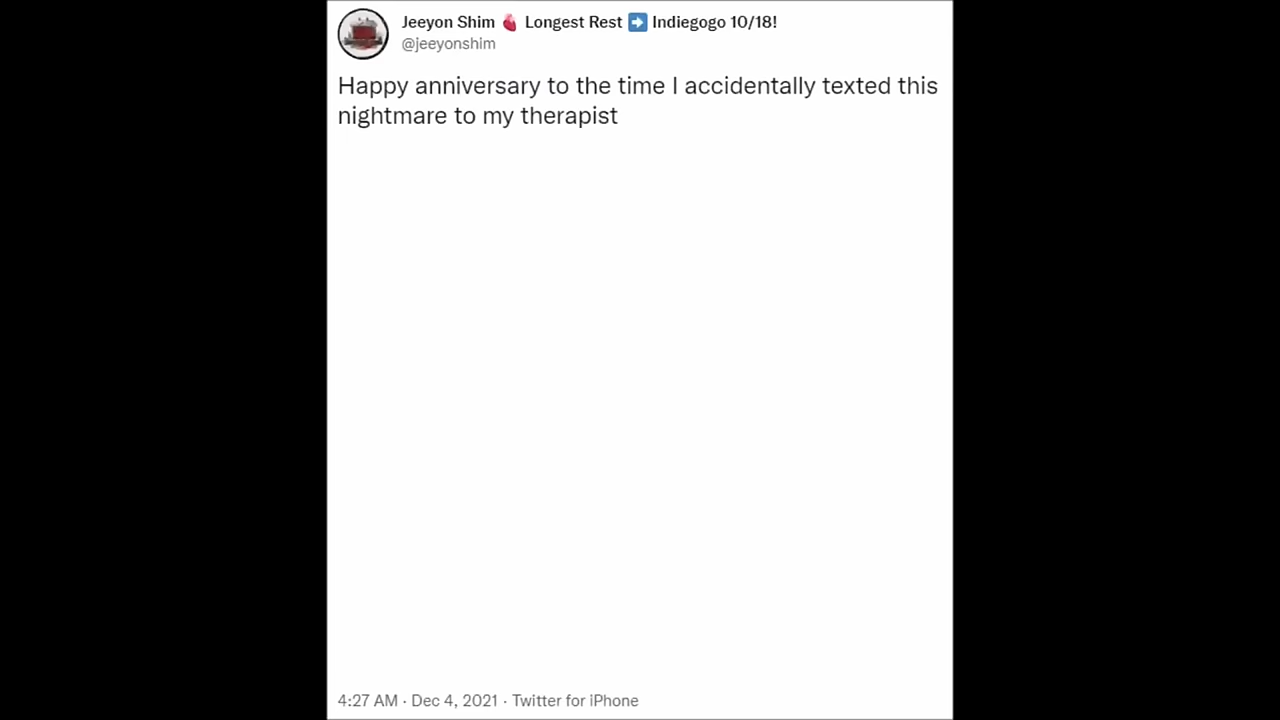 Jeeyon Shim 🫀 Longest Rest ➡️ Indiegogo 10/18!
@jeeyonshim
Happy anniversary to the time I accidentally texted this
nightmare to my therapist
4:27 AM · Dec 4, 2021 · Twitter for iPhone